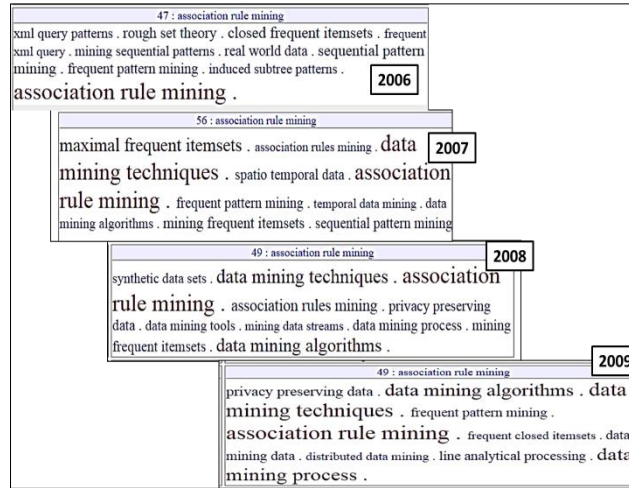 47 : association rule mining
xml query patterns . rough set theory . closed frequent itemsets . frequent
xml query . mining sequential patterns . real world data . sequential pattern
mining . frequent pattern mining . induced subtree patterns .
association rule mining .
2006
56 : association rule mining
maximal frequent itemsets . association rules mining . data
mining techniques . spatio temporal data . association
rule mining . frequent pattern mining . temporal data mining . data
mining algorithms . mining frequent itemsets . sequential pattern mining
2007
49 : association rule mining
synthetic data sets . data mining techniques . association
rule mining . association rules mining . privacy preserving
data . data mining tools . mining data streams . data mining process . mining
frequent itemsets . data mining algorithms .
2008
49 : association rule mining
privacy preserving data . data mining algorithms . data
mining techniques . frequent pattern mining .
association rule mining . frequent closed itemsets . data
mining data . distributed data mining . line analytical processing . data
mining process .
2009